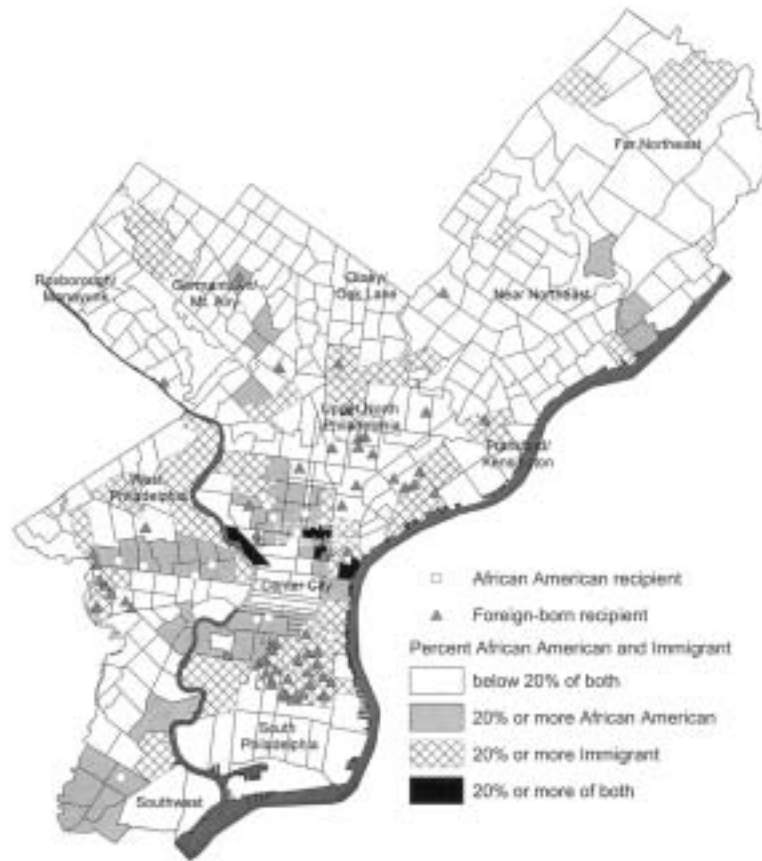 Far Northeast
Roxborough/
Manayunk
Germantown/
Mt. Airy
Olney/
Oak Lane
Near Northeast
Upper North
Philadelphia
Frankford/
Kensington
West
Philadelphia
Center City
African American recipient
Foreign-born recipient
Percent African American and Immigrant
below 20% of both
20% or more African American
20% or more Immigrant
20% or more of both
South
Philadelphia
Southwest